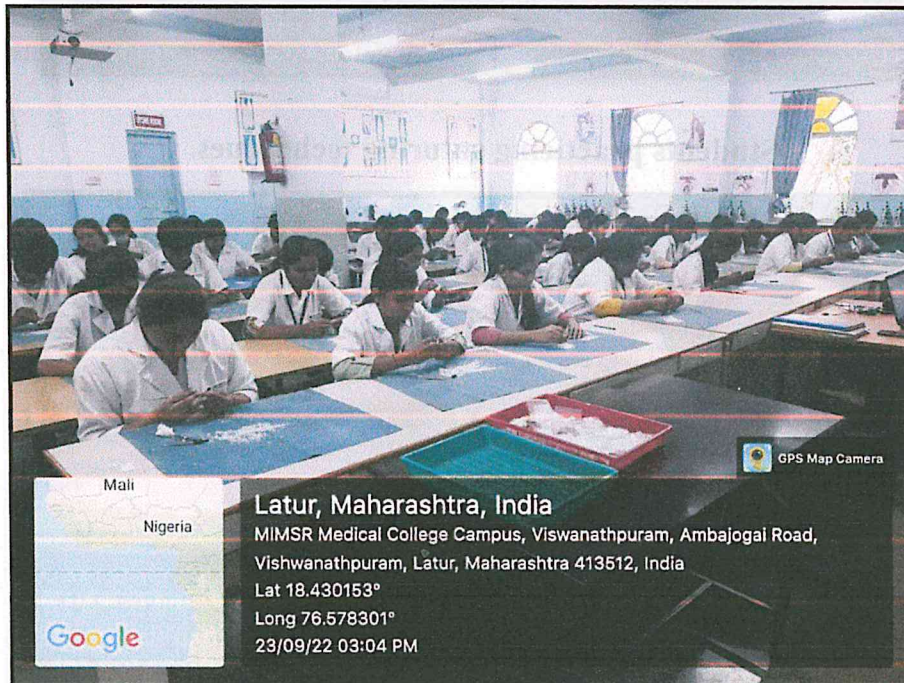 GPS Map Camera
Mali
Nigeria
Google
Latur, Maharashtra, India
MIMSR Medical College Campus, Viswanathpuram, Ambajogai Road,
Vishwanathpuram, Latur, Maharashtra 413512, India
Lat 18.430153°
Long 76.578301°
23/09/22 03:04 PM